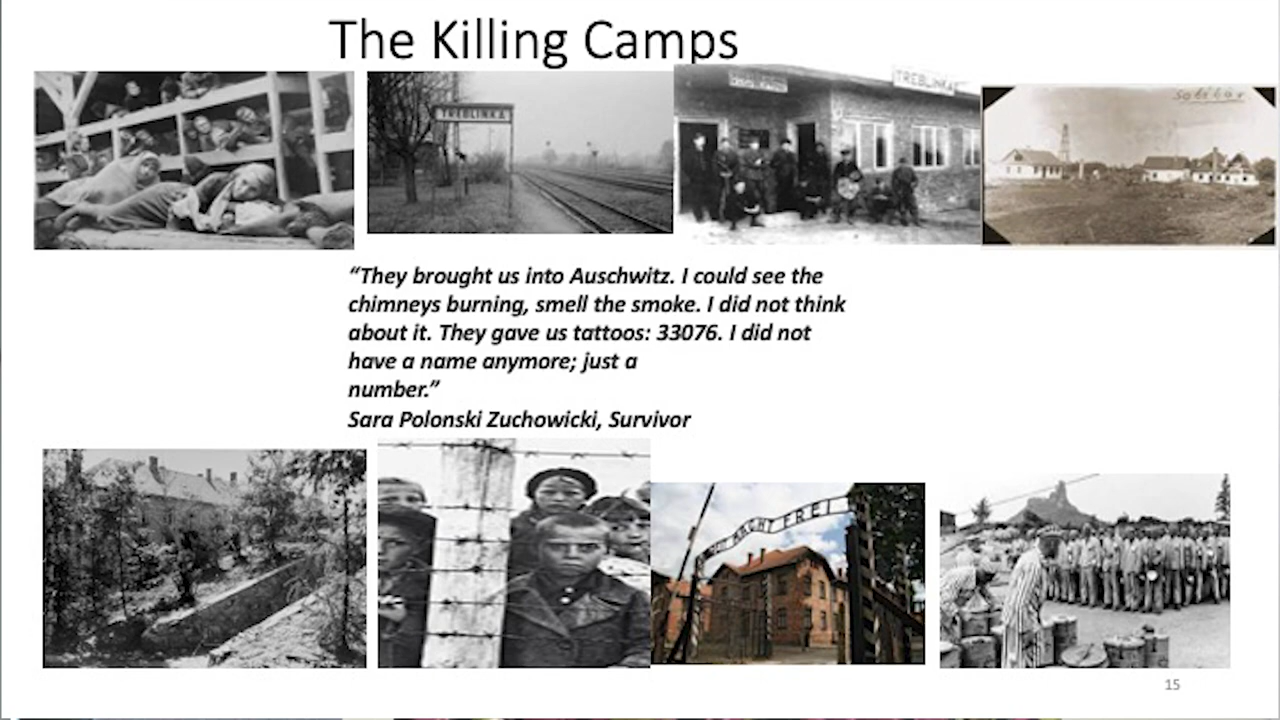 The Killing Camps
TREBLINKA
TREBLINKA
Sobibor
“They brought us into Auschwitz. I could see the
chimneys burning, smell the smoke. I did not think
about it. They gave us tattoos: 33076. I did not
have a name anymore; just a
number.”
Sara Polonski Zuchowicki, Survivor
MACHT FREI
15